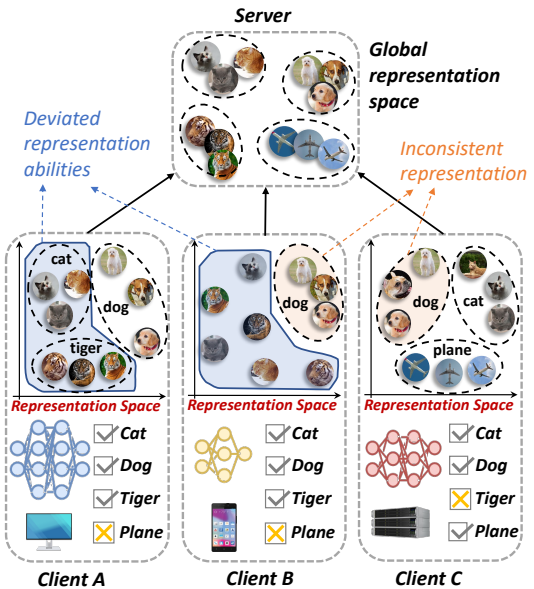 Server
Global
representation
space
Deviated
representation
abilities
Inconsistent
representation
cat
dog
tiger
Representation Space
Cat
Dog
Tiger
Plane
Client A
dog
Representation Space
Cat
Dog
Tiger
Plane
Client B
dog
cat
plane
Representation Space
Cat
Dog
Tiger
Plane
Client C